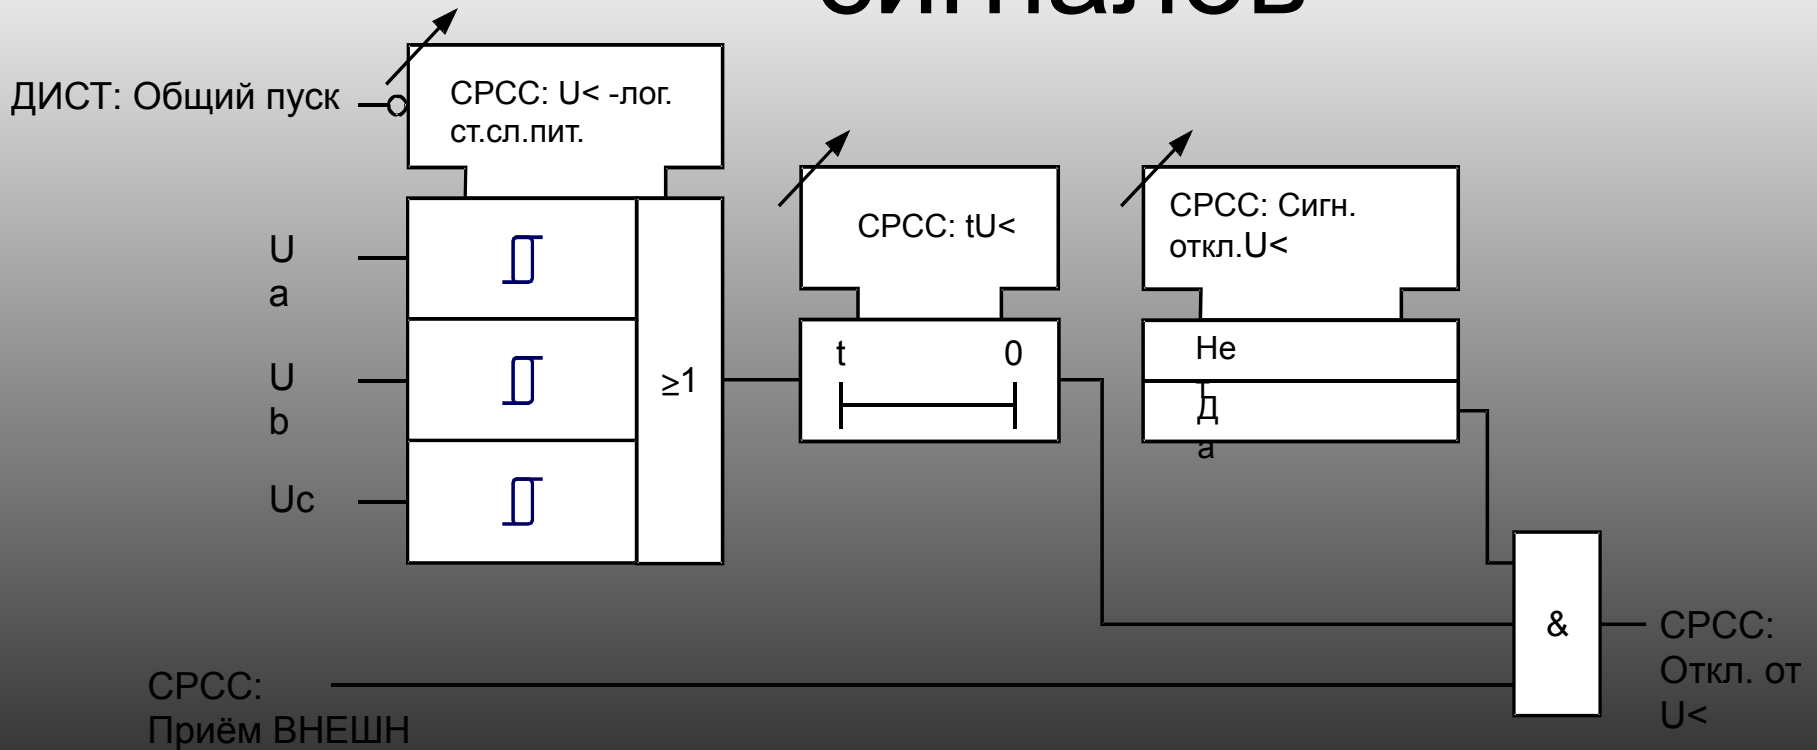 сигналов
ДИСТ: Общий пуск
СРСС: U< -лог.
ст.сл.пит.
СРСС: tU<
СРСС: Сигн.
откл.U<
U
a
U
b
Uc
≥1
t 0
Не
т
Д
а
&
СРСС:
Откл. от
U<
СРСС:
Приём ВНЕШН